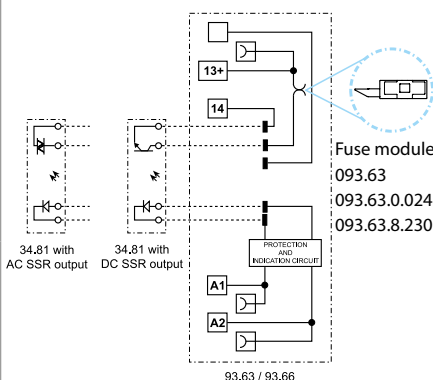 13+
14
Fuse module
093.63
093.63.0.024
093.63.8.230
34.81 with
AC SSR output
34.81 with
DC SSR output
PROTECTION
AND
INDICATION CIRCUIT
A1
A2
93.63 / 93.66